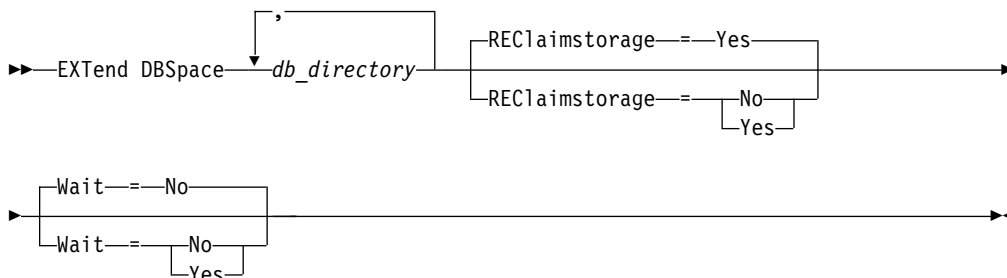 ,
REClaimstorage = Yes
EXTend DBSpace db_directory
REClaimstorage = No
Yes
Wait = No
Wait = No
Yes